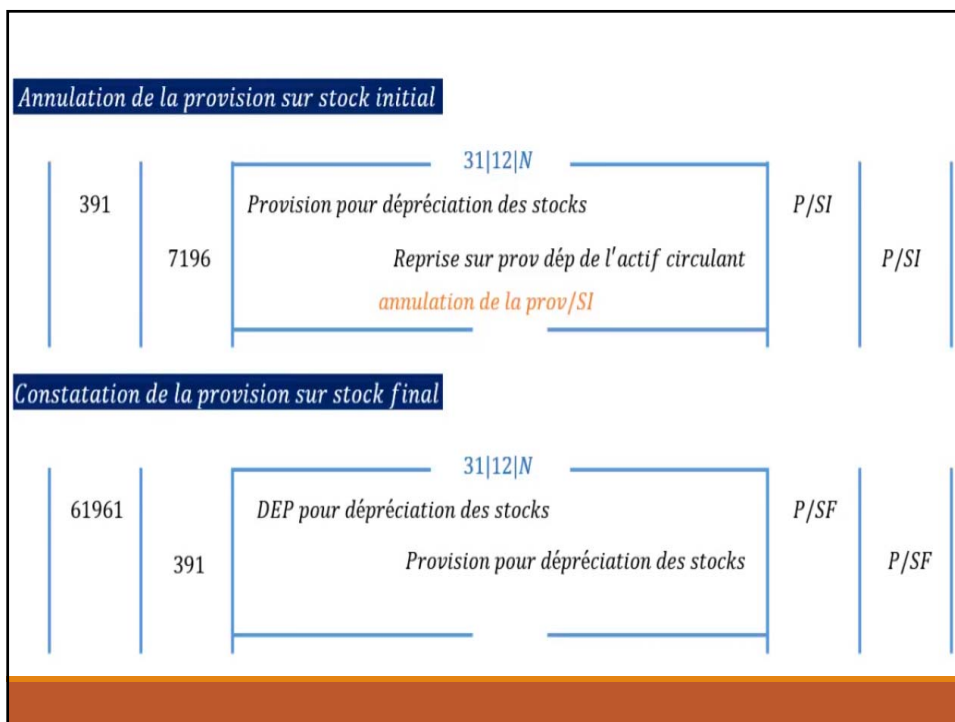 Annulation de la provision sur stock initial
31|12|N
391 Provision pour dépréciation des stocks P/SI
7196 Reprise sur prov dép de l'actif circulant P/SI
annulation de la prov/SI
Constatation de la provision sur stock final
31|12|N
61961 DEP pour dépréciation des stocks P/SF
391 Provision pour dépréciation des stocks P/SF